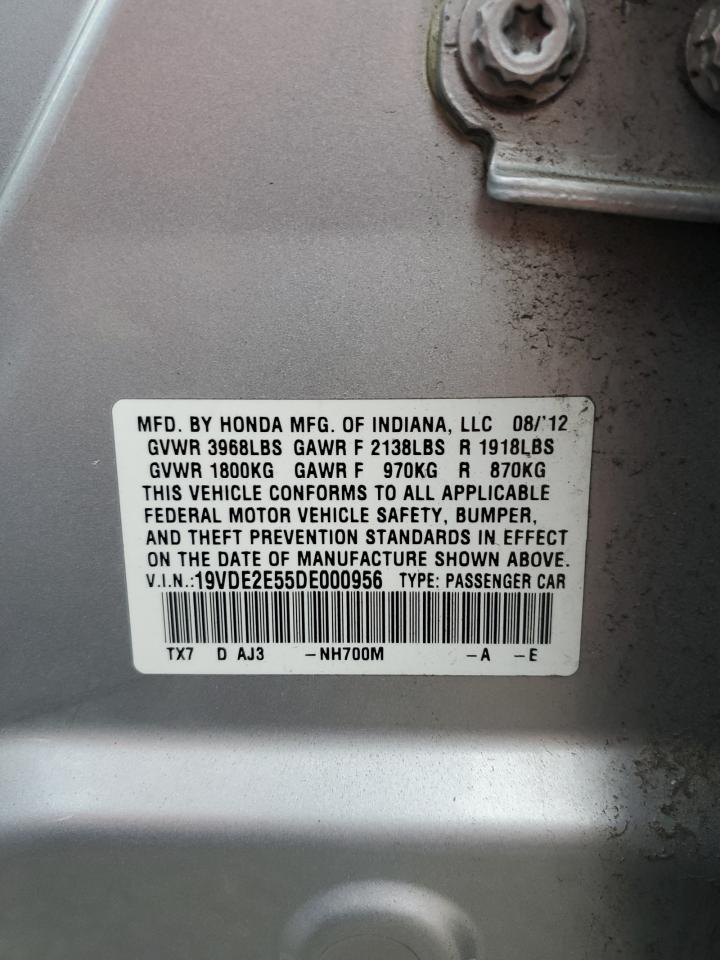 MFD. BY HONDA MFG. OF INDIANA, LLC 08/'12
GVWR 3968LBS GAWR F 2138LBS R 1918LBS
GVWR 1800KG GAWR F 970KG R 870KG
THIS VEHICLE CONFORMS TO ALL APPLICABLE
FEDERAL MOTOR VEHICLE SAFETY, BUMPER,
AND THEFT PREVENTION STANDARDS IN EFFECT
ON THE DATE OF MANUFACTURE SHOWN ABOVE.
V.I.N.:19VDE2E55DE000956 TYPE: PASSENGER CAR
TX7 D AJ3 -NH700M -A -E